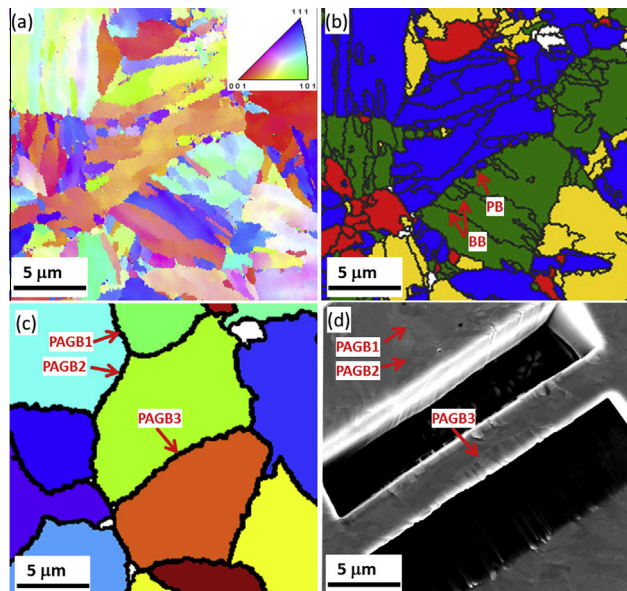 (a)
111
001
101
5 µm
(b)
PB
BB
5 µm
(c)
PAGB1
PAGB2
PAGB3
5 µm
(d)
PAGB1
PAGB2
PAGB3
5 µm